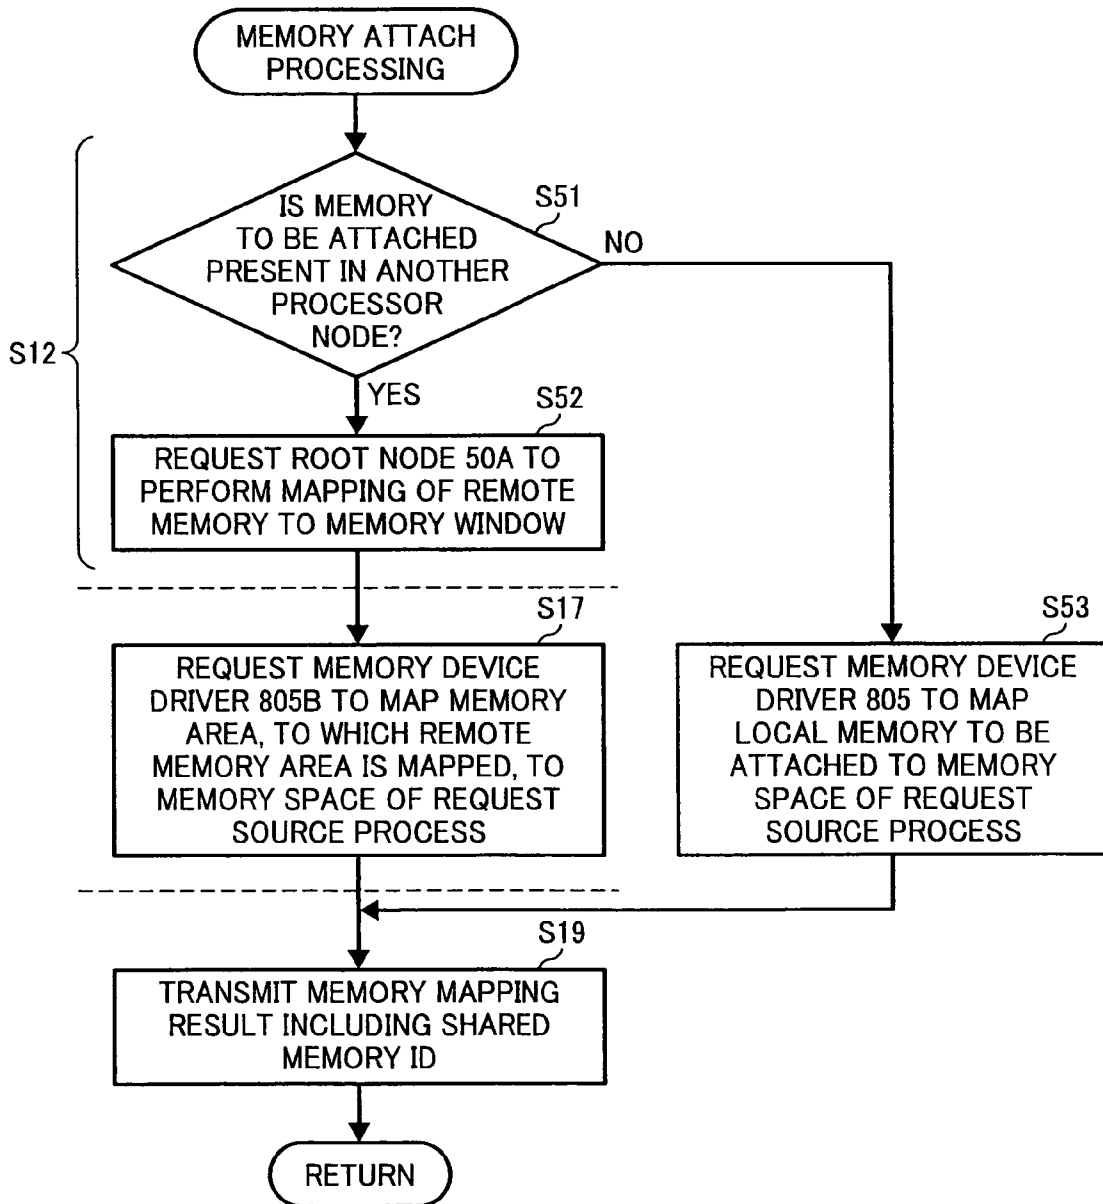 MEMORY ATTACH
PROCESSING
S51
IS MEMORY
TO BE ATTACHED
PRESENT IN ANOTHER
PROCESSOR
NODE?
NO
S12
YES
S52
REQUEST ROOT NODE 50A TO
PERFORM MAPPING OF REMOTE
MEMORY TO MEMORY WINDOW
S17
REQUEST MEMORY DEVICE
DRIVER 805B TO MAP MEMORY
AREA, TO WHICH REMOTE
MEMORY AREA IS MAPPED, TO
MEMORY SPACE OF REQUEST
SOURCE PROCESS
S53
REQUEST MEMORY DEVICE
DRIVER 805 TO MAP
LOCAL MEMORY TO BE
ATTACHED TO MEMORY
SPACE OF REQUEST
SOURCE PROCESS
S19
TRANSMIT MEMORY MAPPING
RESULT INCLUDING SHARED
MEMORY ID
RETURN